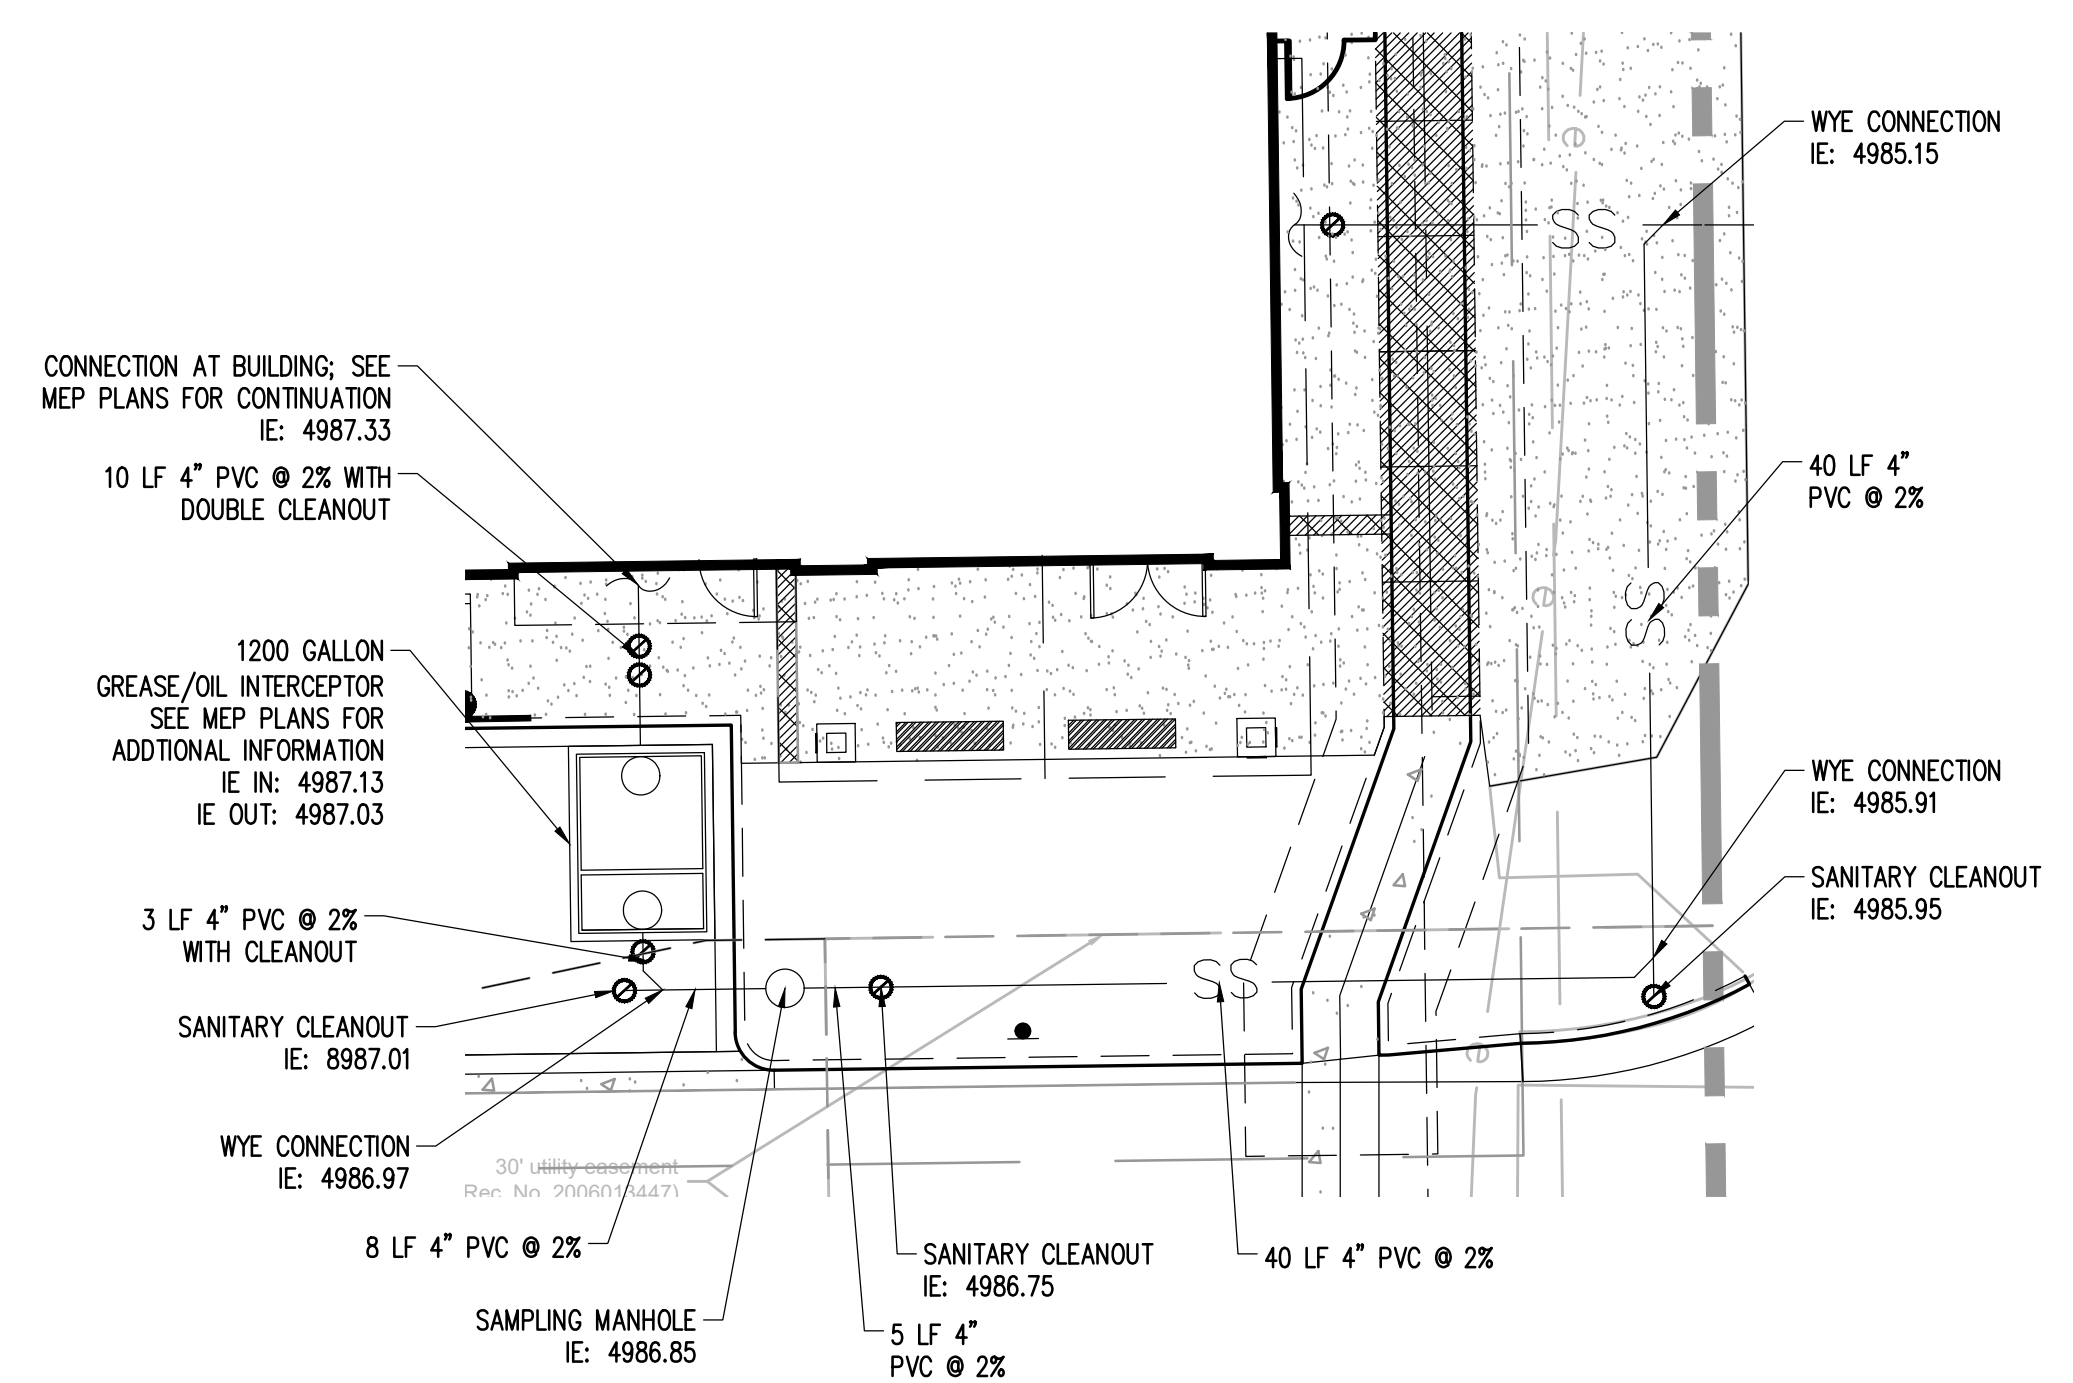 WYE CONNECTION
IE: 4985.15
e
SS
CONNECTION AT BUILDING; SEE
MEP PLANS FOR CONTINUATION
IE: 4987.33
10 LF 4" PVC @ 2% WITH
DOUBLE CLEANOUT
40 LF 4"
PVC @ 2%
e
SS
1200 GALLON
GREASE/OIL INTERCEPTOR
SEE MEP PLANS FOR
ADDTIONAL INFORMATION
IE IN: 4987.13
IE OUT: 4987.03
WYE CONNECTION
IE: 4985.91
SANITARY CLEANOUT
IE: 4985.95
3 LF 4" PVC @ 2%
WITH CLEANOUT
SS
SANITARY CLEANOUT
IE: 8987.01
e
WYE CONNECTION
IE: 4986.97
30' utility easement
Rec. No. 2006013447)
8 LF 4" PVC @ 2%
SANITARY CLEANOUT
IE: 4986.75
40 LF 4" PVC @ 2%
SAMPLING MANHOLE
IE: 4986.85
5 LF 4"
PVC @ 2%